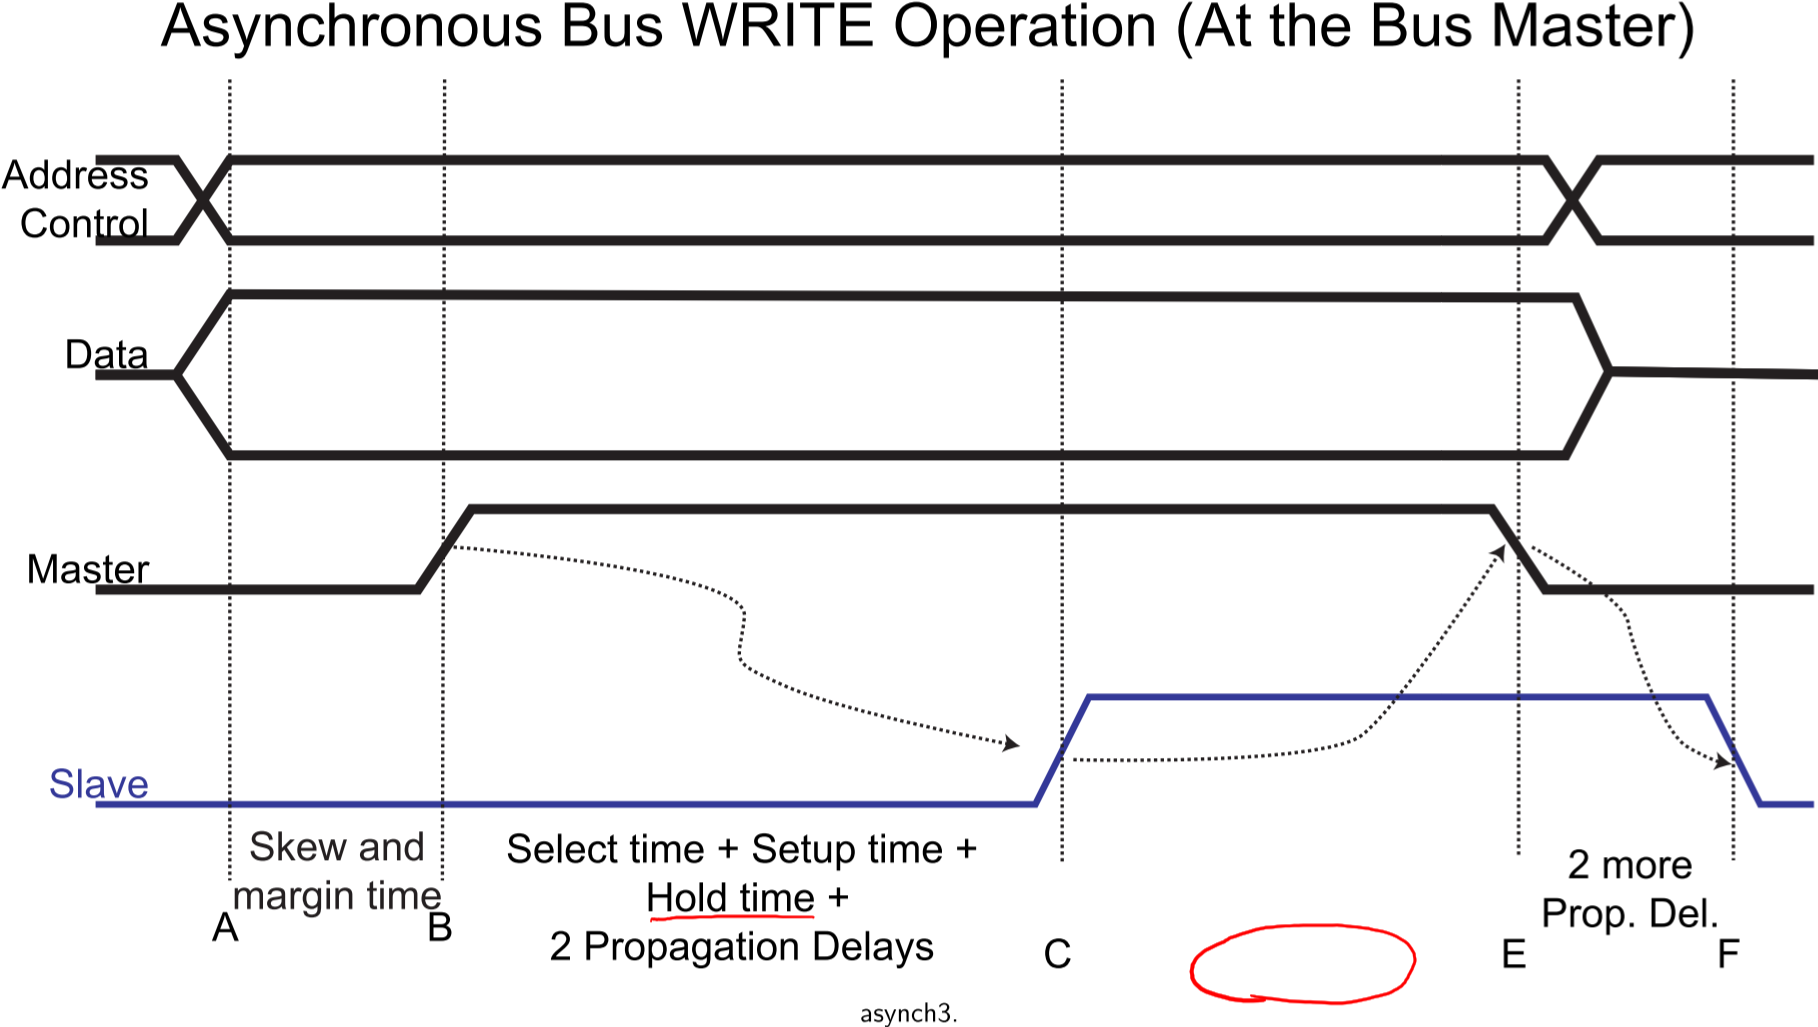 Asynchronous Bus WRITE Operation (At the Bus Master)
Address
Control
Data
Master
Slave
Skew and
margin time
Select time + Setup time +
Hold time +
2 Propagation Delays
2 more
Prop. Del.
A
B
C
E
F
asynch3.